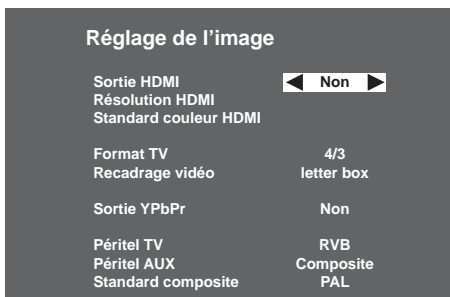 Réglage de l'image
Sortie HDMI Non
Résolution HDMI
Standard couleur HDMI
Format TV 4/3
Recadrage vidéo letter box
Sortie YPbPr Non
Péritel TV RVB
Péritel AUX Composite
Standard composite PAL